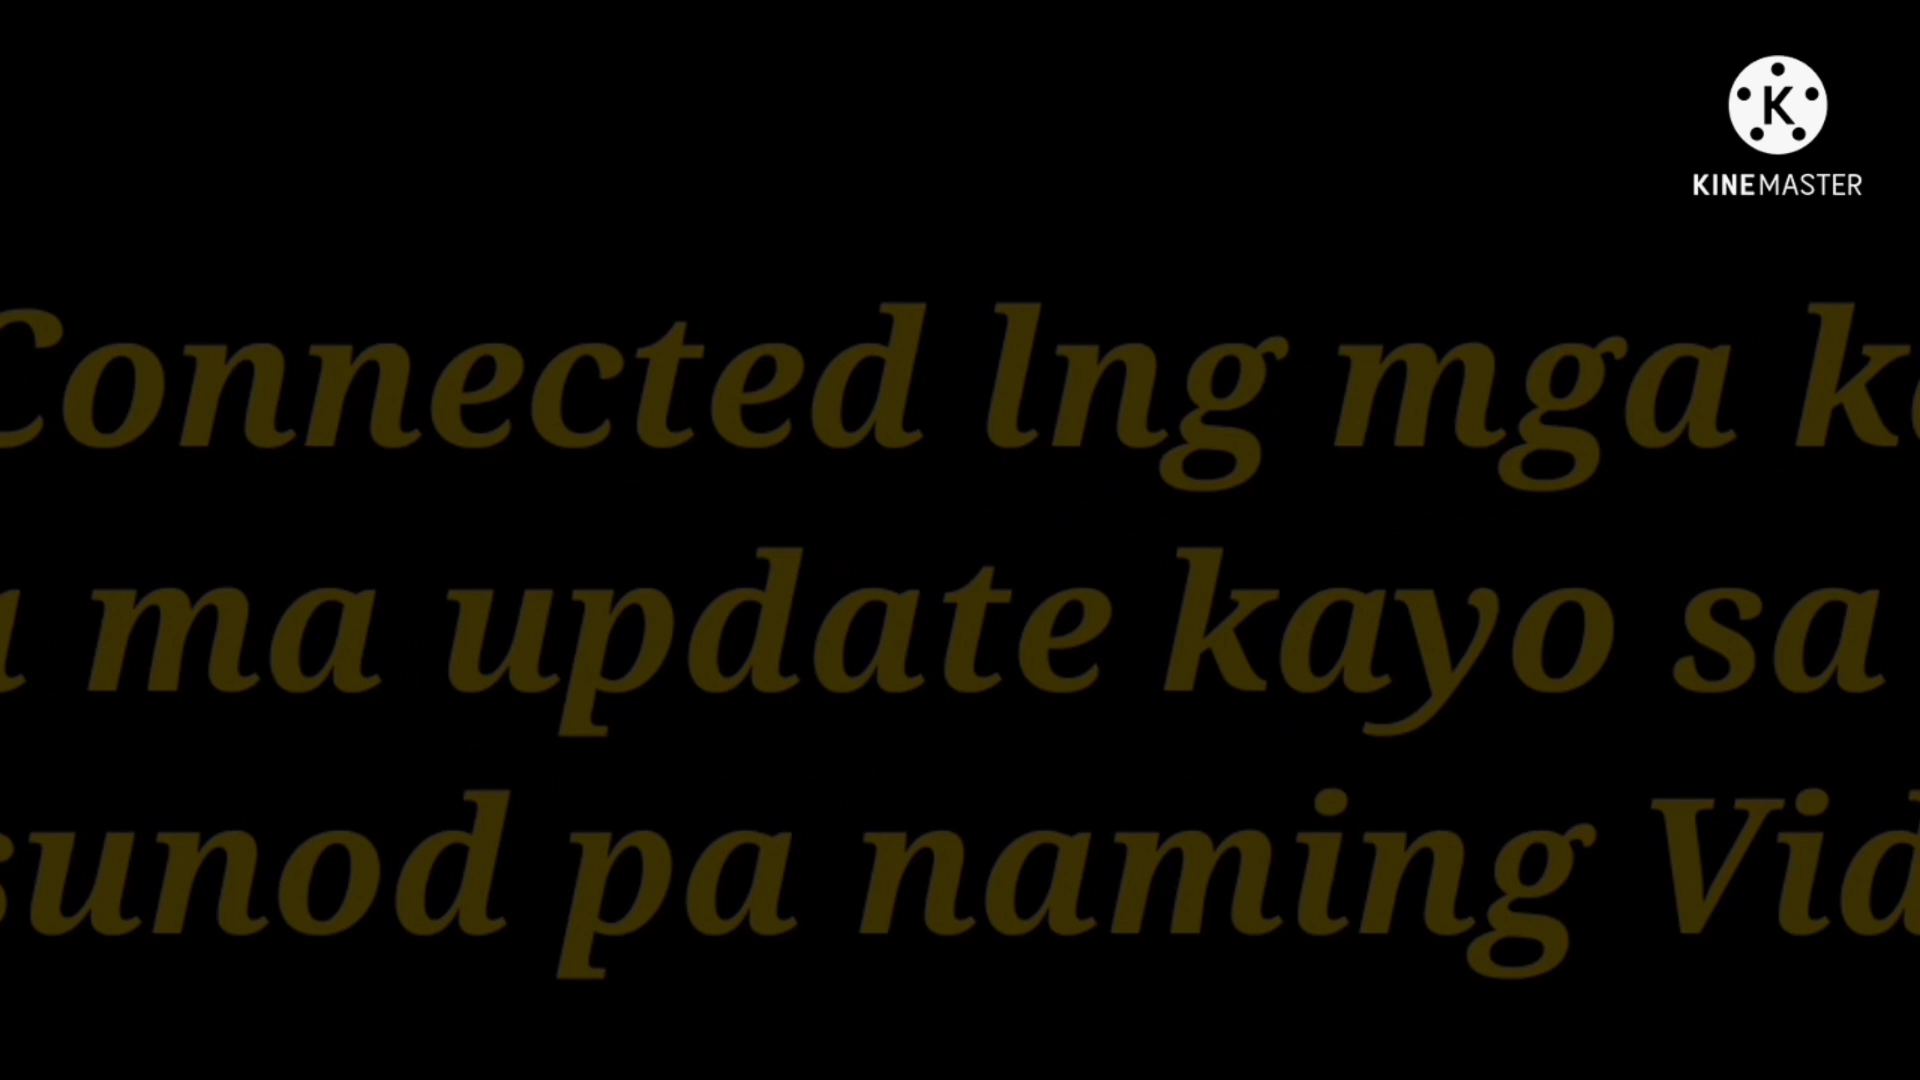 KINEMASTER
Connected lng mga
ma update kayo sa
sunod pa naming